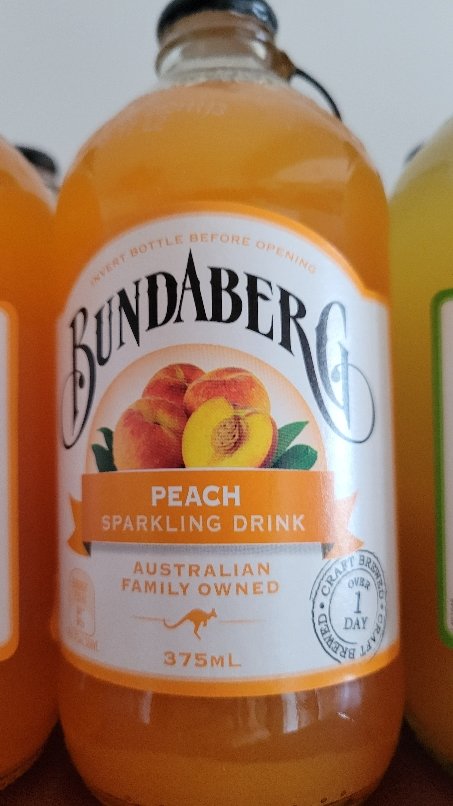 INVERT BOTTLE BEFORE OPENING
BUNDABERG
PEACH
SPARKLING DRINK
AUSTRALIAN
FAMILY OWNED
375mL
CRAFT BREWED • CRAFT BREWED •
OVER
1
DAY